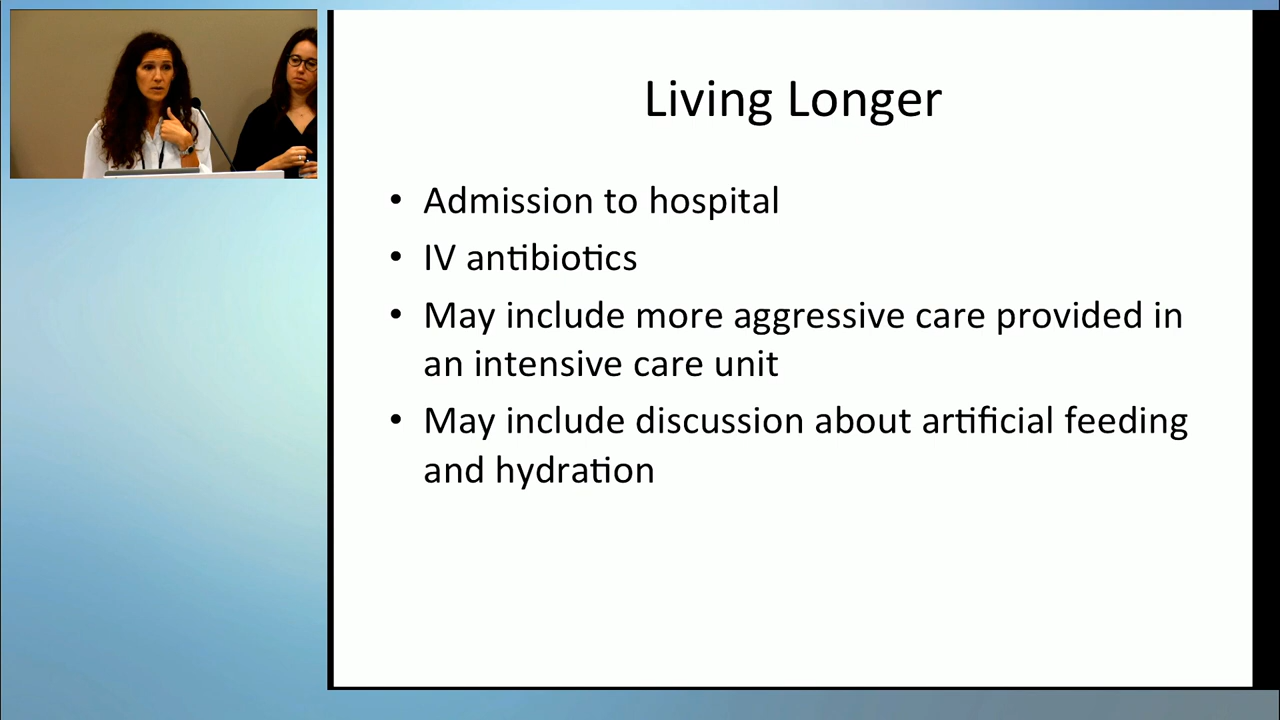 Living Longer
• Admission to hospital
• IV antibiotics
• May include more aggressive care provided in
an intensive care unit
• May include discussion about artificial feeding
and hydration